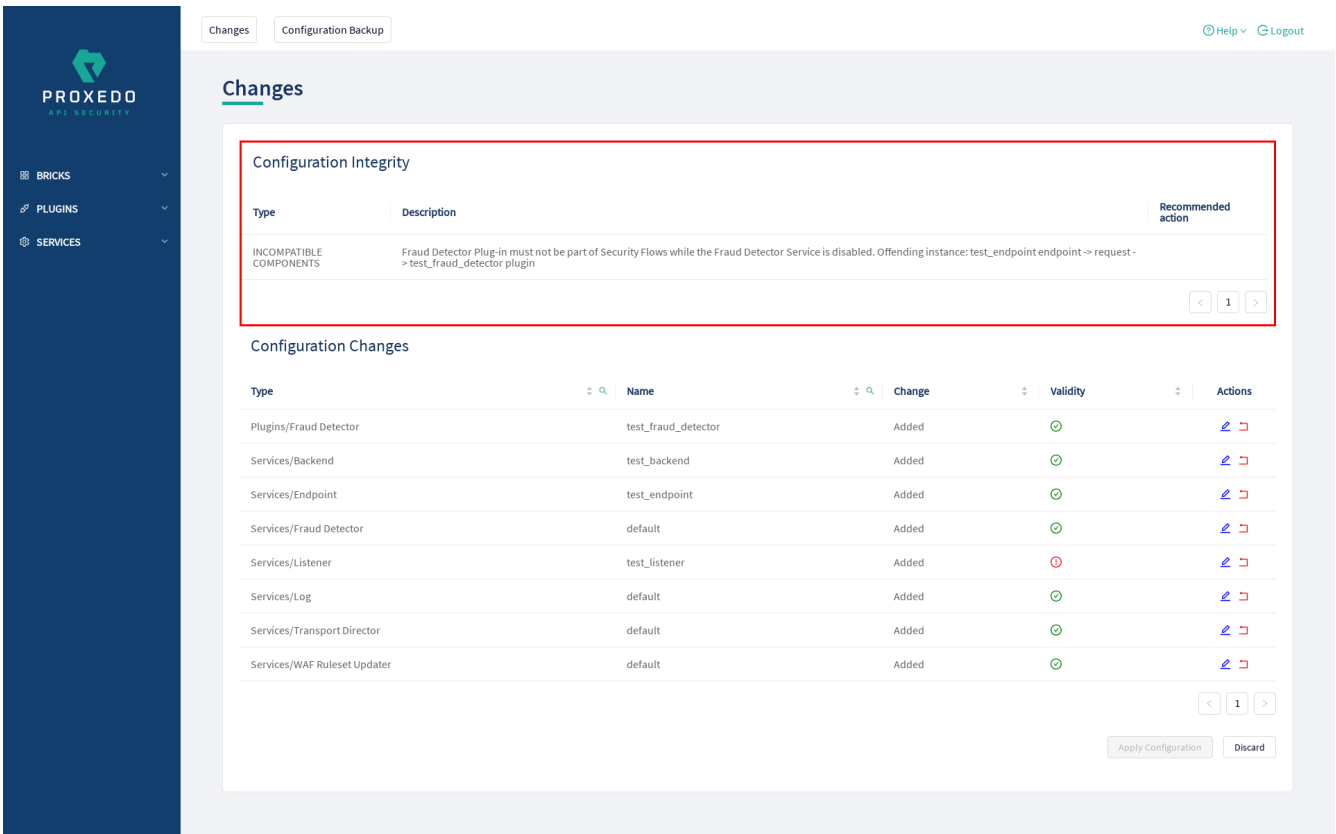 Changes Configuration Backup Help Logout
PROXEDO
API SECURITY
BRICKS
PLUGINS
SERVICES
Changes
Configuration Integrity
Type Description Recommended action
INCOMPATIBLE COMPONENTS Fraud Detector Plug-in must not be part of Security Flows while the Fraud Detector Service is disabled. Offending instance: test_endpoint endpoint -> request -
> test_fraud_detector plugin
< 1 >
Configuration Changes
Type Name Change Validity Actions
Plugins/Fraud Detector test_fraud_detector Added
Services/Backend test_backend Added
Services/Endpoint test_endpoint Added
Services/Fraud Detector default Added
Services/Listener test_listener Added
Services/Log default Added
Services/Transport Director default Added
Services/WAF Ruleset Updater default Added
< 1 >
Apply Configuration Discard